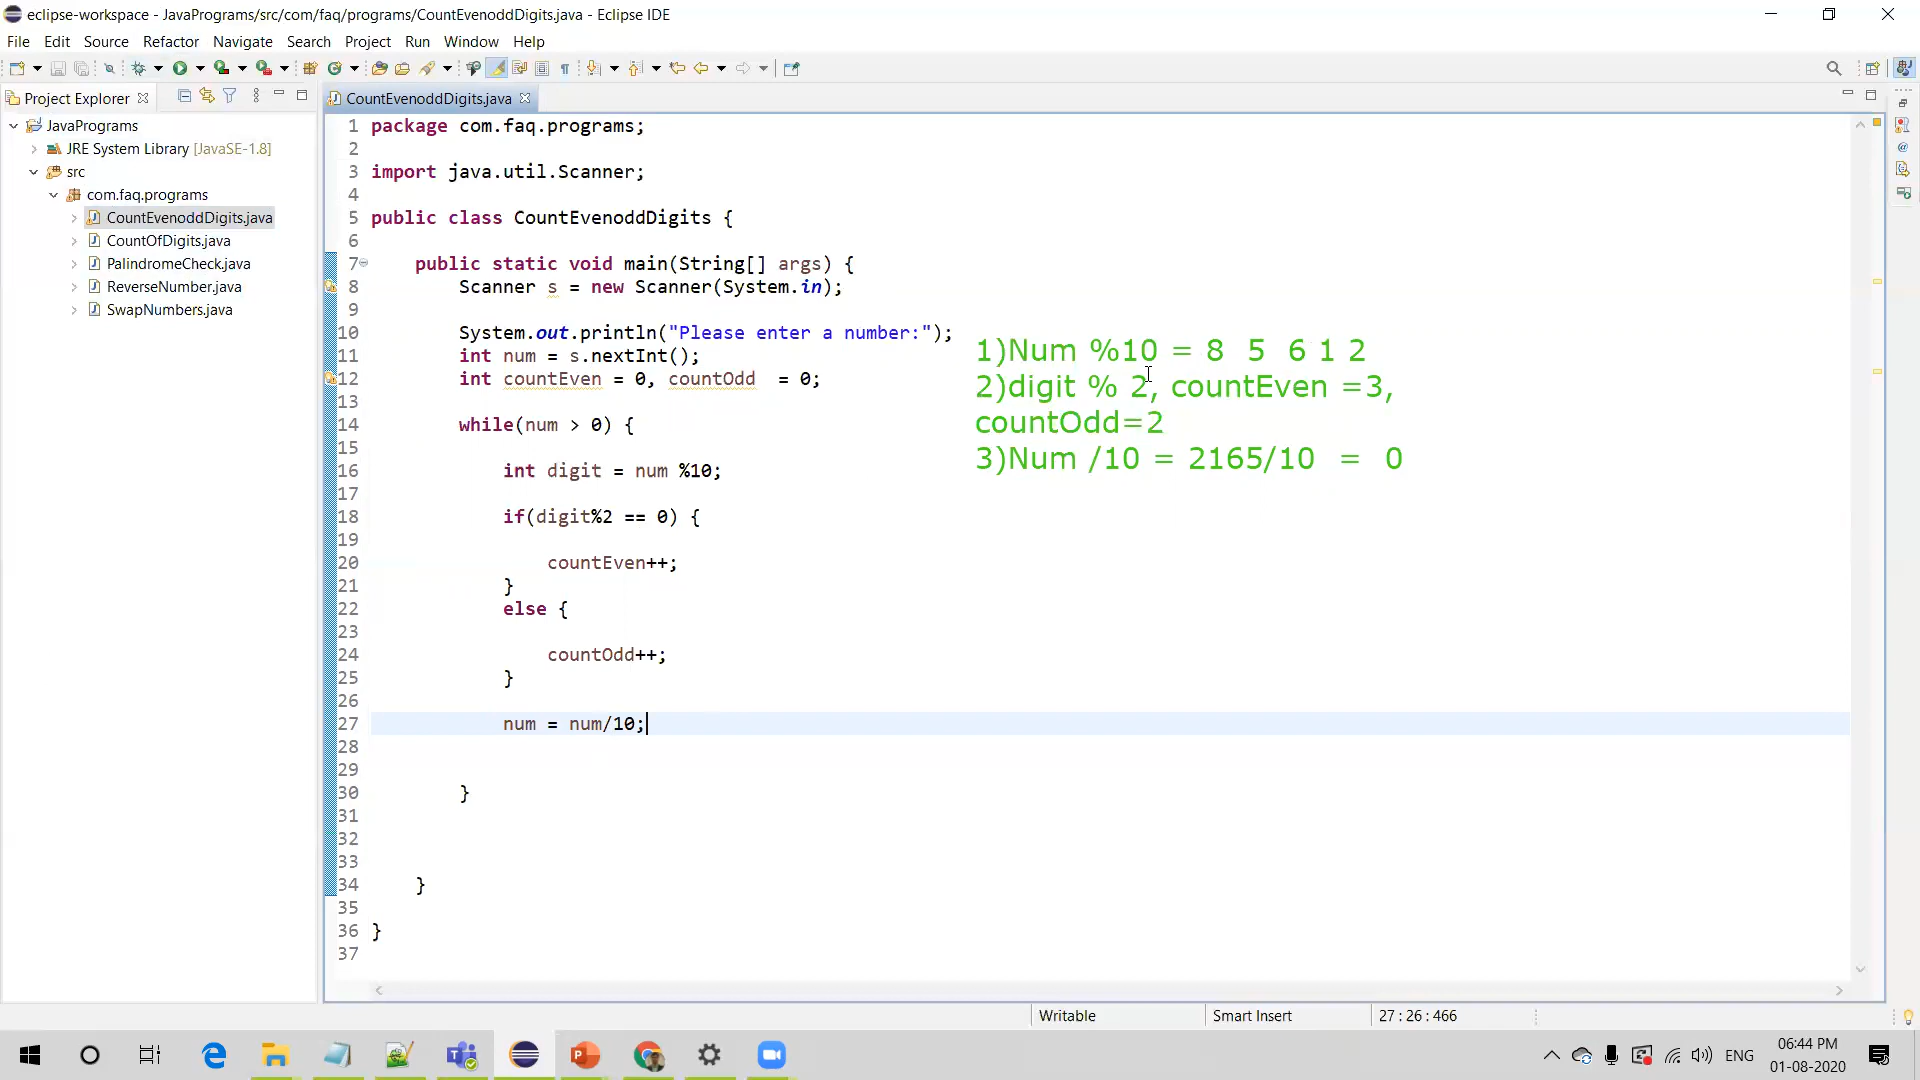 eclipse-workspace - JavaPrograms/src/com/faq/programs/CountEvenoddDigits.java - Eclipse IDE
File Edit Source Refactor Navigate Search Project Run Window Help
Project Explorer
JavaPrograms
JRE System Library [JavaSE-1.8]
src
com.faq.programs
CountEvenoddDigits.java
CountOfDigits.java
PalindromeCheck.java
ReverseNumber.java
SwapNumbers.java
CountEvenoddDigits.java
1 package com.faq.programs;
2
3 import java.util.Scanner;
4
5 public class CountEvenoddDigits {
6
7 public static void main(String[] args) {
8 Scanner s = new Scanner(System.in);
9
10 System.out.println("Please enter a number:");
11 int num = s.nextInt();
12 int countEven = 0, countOdd = 0;
13
14 while(num > 0) {
15
16 int digit = num %10;
17
18 if(digit%2 == 0) {
19
20 countEven++;
21 }
22 else {
23
24 countOdd++;
25 }
26
27 num = num/10;
28
29
30 }
31
32
33
34 }
35
36 }
37
1)Num %10 = 8 5 6 1 2
2)digit % 2, countEven =3,
countOdd=2
3)Num /10 = 2165/10 = 0
Writable Smart Insert 27 : 26 : 466
ENG
06:44 PM
01-08-2020